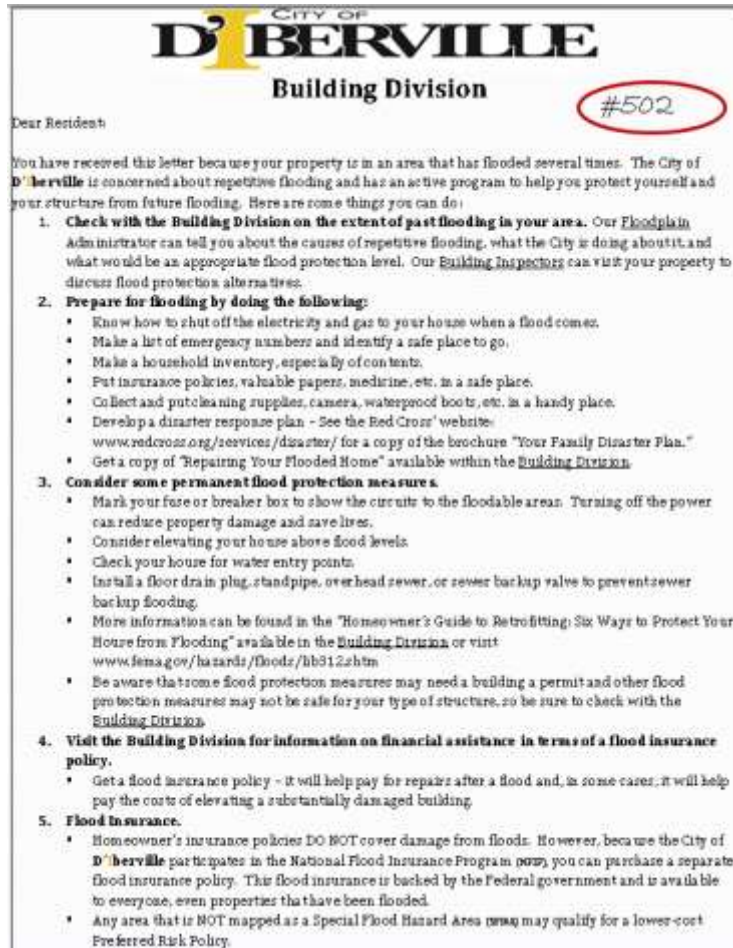 CITY OF
D'IBERVILLE
Building Division
#502
Dear Resident:
You have received this letter because your property is in an area that has flooded several times. The City of
D'Iberville is concerned about repetitive flooding and has an active program to help you protect yourself and
your structure from future flooding. Here are some things you can do:
1. Check with the Building Division on the extent of past flooding in your area. Our Floodplain
Administrator can tell you about the causes of repetitive flooding, what the City is doing about it, and
what would be an appropriate flood protection level. Our Building Inspectors can visit your property to
discuss flood protection alternatives.
2. Prepare for flooding by doing the following:
• Know how to shut off the electricity and gas to your house when a flood comes.
• Make a list of emergency numbers and identify a safe place to go.
• Make a household inventory, especially of contents.
• Put insurance policies, valuable papers, medicine, etc. in a safe place.
• Collect and put cleaning supplies, camera, waterproof boots, etc. in a handy place.
• Develop a disaster response plan – See the Red Cross' website:
www.redcross.org/services/disaster/ for a copy of the brochure "Your Family Disaster Plan."
• Get a copy of "Repairing Your Flooded Home" available within the Building Division.
3. Consider some permanent flood protection measures.
• Mark your fuse or breaker box to show the circuits to the floodable areas. Turning off the power
can reduce property damage and save lives.
• Consider elevating your house above flood levels.
• Check your house for water entry points.
• Install a floor drain plug, standpipe, overhead sewer, or sewer backup valve to prevent sewer
backup flooding.
• More information can be found in the "Homeowner's Guide to Retrofitting: Six Ways to Protect Your
House from Flooding" available in the Building Division or visit
www.fema.gov/hazards/floods/lib312.shtm
• Be aware that some flood protection measures may need a building a permit and other flood
protection measures may not be safe for your type of structure, so be sure to check with the
Building Division.
4. Visit the Building Division for information on financial assistance in terms of a flood insurance
policy.
• Get a flood insurance policy – it will help pay for repairs after a flood and, in some cases, it will help
pay the costs of elevating a substantially damaged building.
5. Flood Insurance.
• Homeowner's insurance policies DO NOT cover damage from floods. However, because the City of
D'Iberville participates in the National Flood Insurance Program (NFIP), you can purchase a separate
flood insurance policy. This flood insurance is backed by the Federal government and is available
to everyone, even properties that have been flooded.
• Any area that is NOT mapped as a Special Flood Hazard Area (SFHA) may qualify for a lower-cost
Preferred Risk Policy.